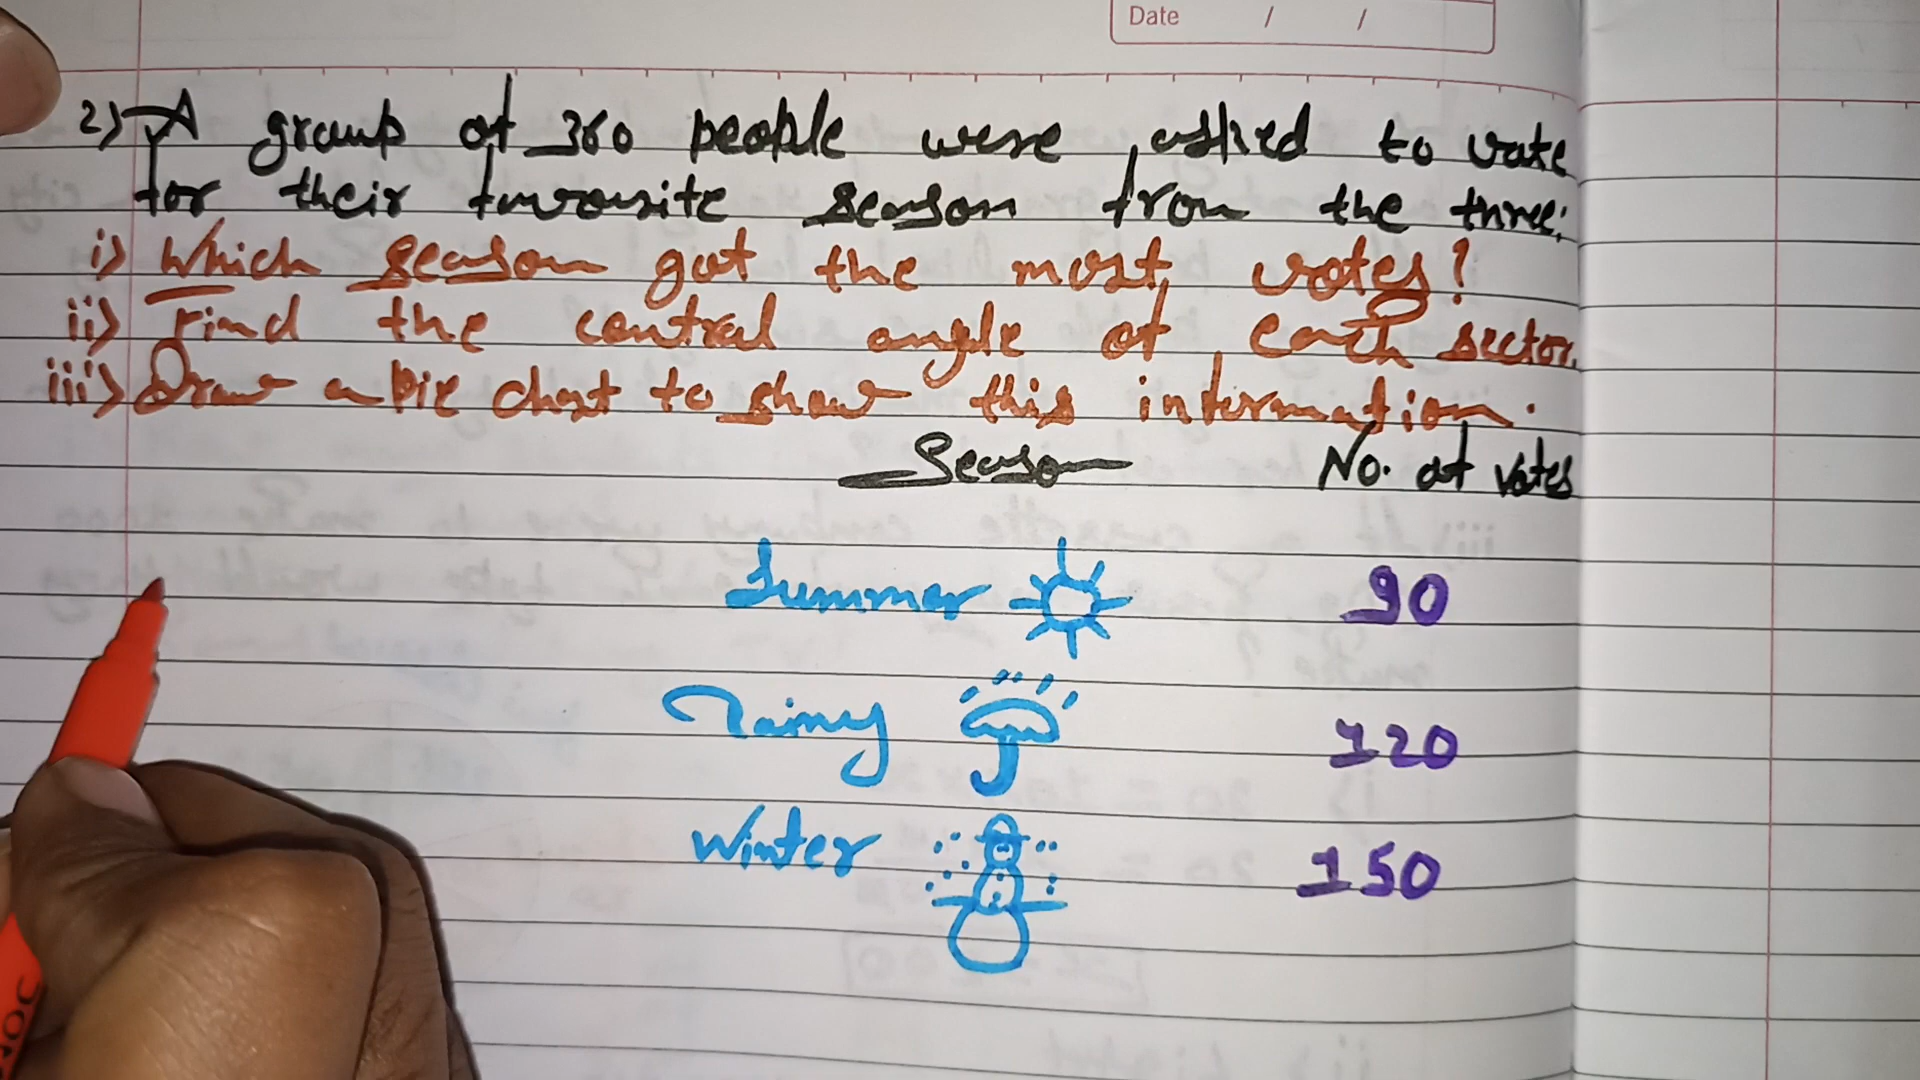 Date / /
2) A group of 360 people were asked to vote
for their favourite season from the three:
i) Which season got the most votes?
ii) Find the central angle of each sector.
iii) Draw a pie chart to show this information.
Season No. of votes
Summer 90
Rainy 120
Winter 150